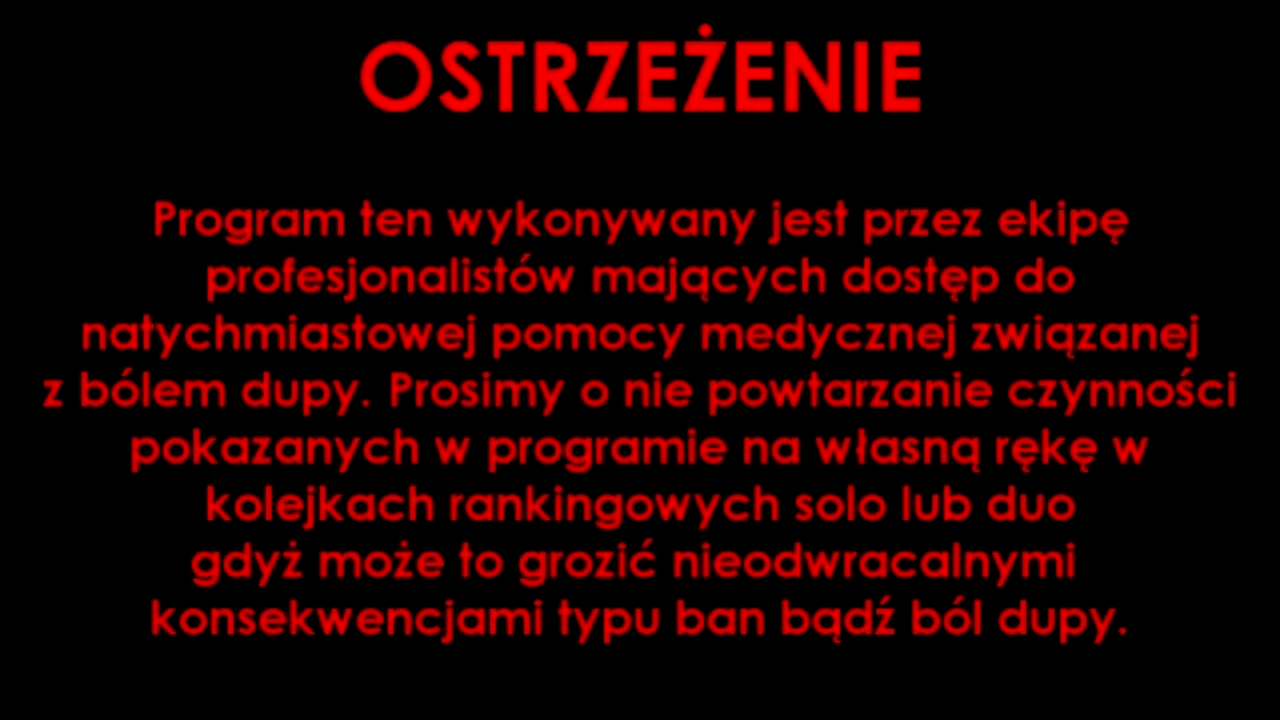 OSTRZEŻENIE
Program ten wykonywany jest przez ekipę
profesjonalistów mających dostęp do
natychmiastowej pomocy medycznej związanej
z bólem dupy. Prosimy o nie powtarzanie czynności
pokazanych w programie na własną rękę w
kolejkach rankingowych solo lub duo
gdyż może to grozić nieodwracalnymi
konsekwencjami typu ban bądź ból dupy.